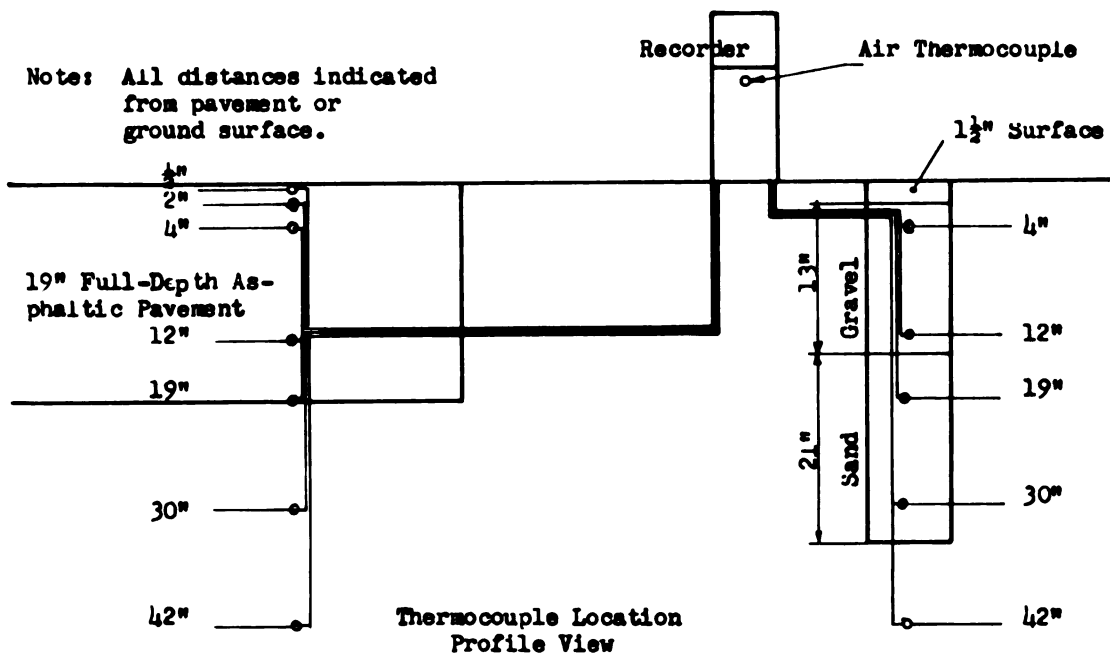 Recorder
Air Thermocouple
Note: All distances indicated
from pavement or
ground surface.
1½" Surface
½"
2"
4"
4"
19" Full-Depth As-
phaltic Pavement
13"
Gravel
12"
12"
19"
19"
21"
Sand
30"
30"
42"
42"
Thermocouple Location
Profile View